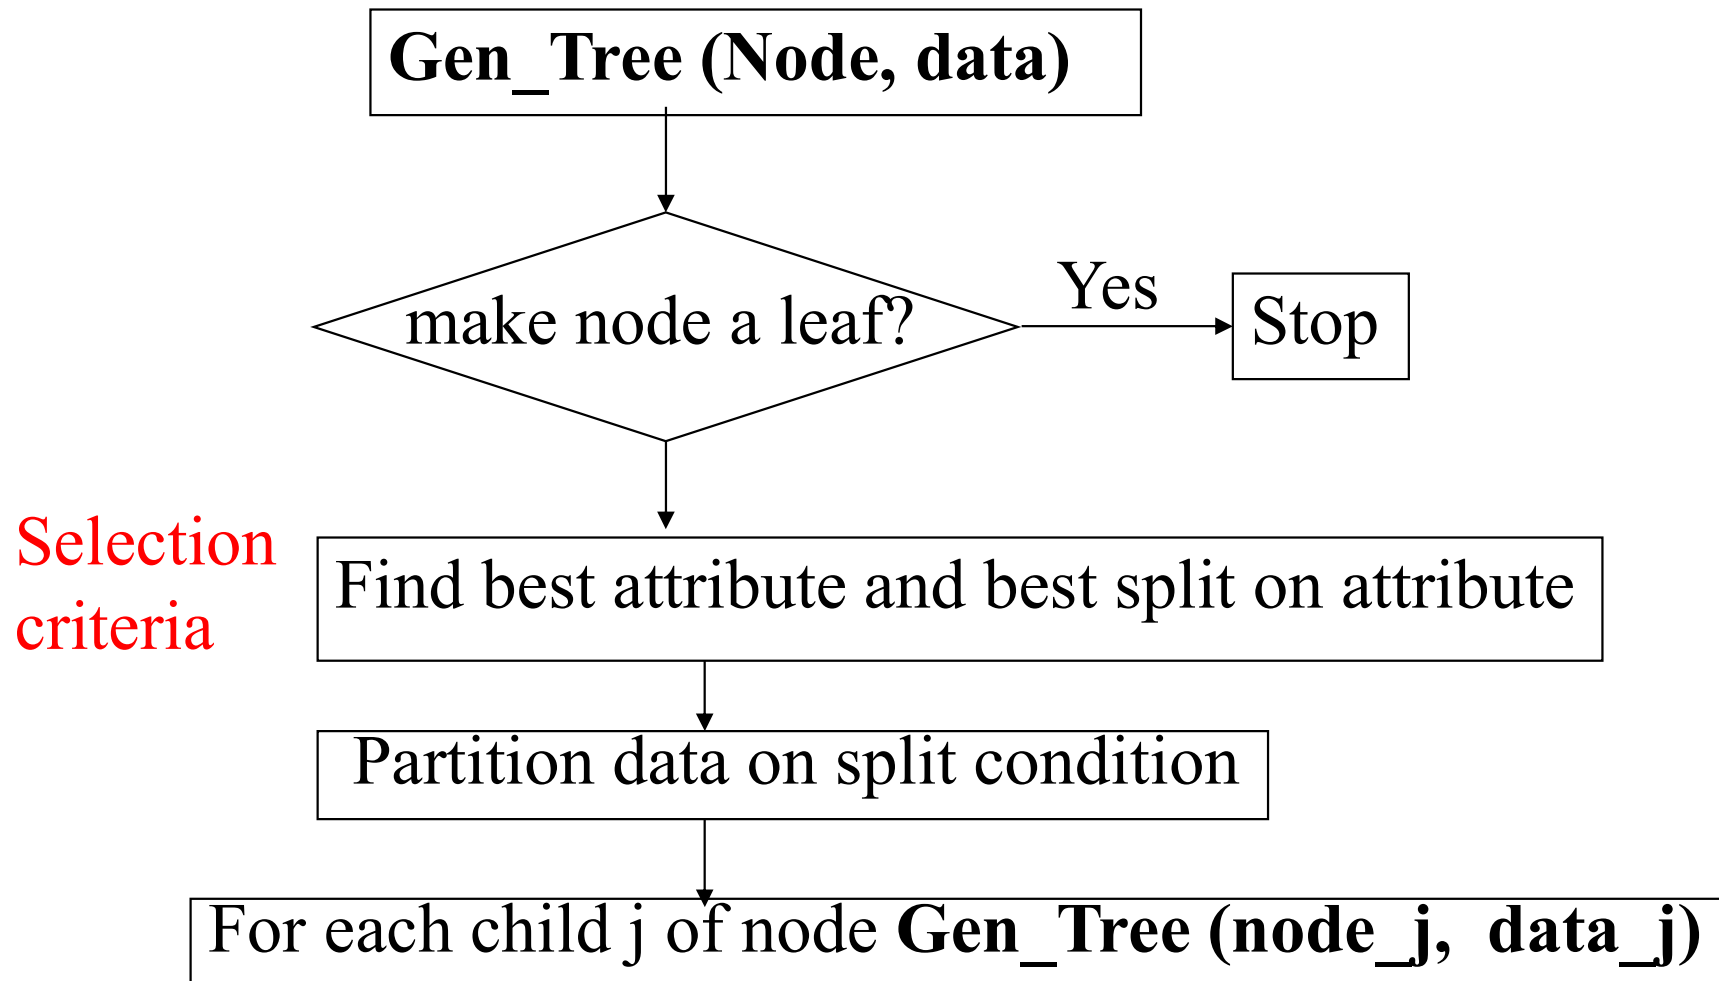 Gen_Tree (Node, data)
make node a leaf?
Yes
Stop
Selection
criteria
Find best attribute and best split on attribute
Partition data on split condition
For each child j of node Gen_Tree (node_j, data_j)